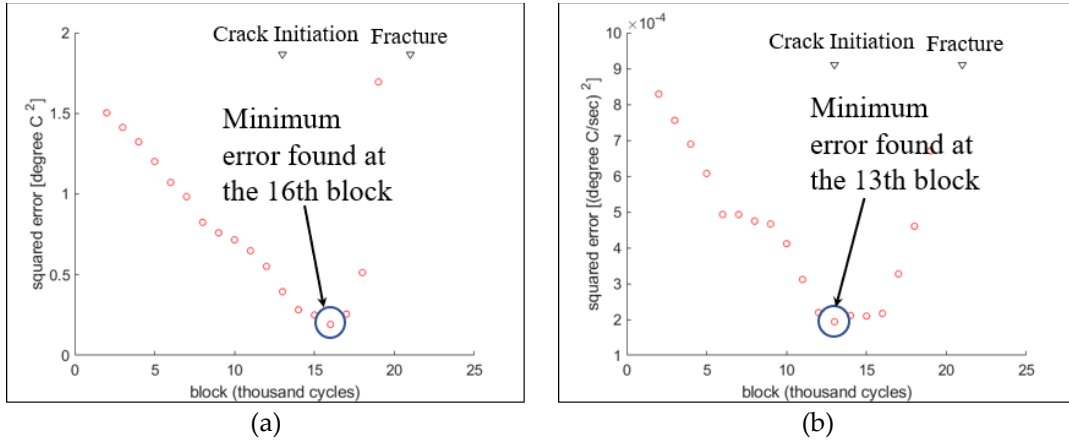 2
1.5
1
0.5
0
0
5
10
15
20
25
squared error [degree C ²]
block (thousand cycles)
Crack Initiation
Fracture
Minimum
error found at
the 16th block
(a)
×10⁻⁴
10
9
8
7
6
5
4
3
2
1
0
5
10
15
20
25
squared error [(degree C/sec) ²]
block (thousand cycles)
Crack Initiation
Fracture
Minimum
error found at
the 13th block
(b)